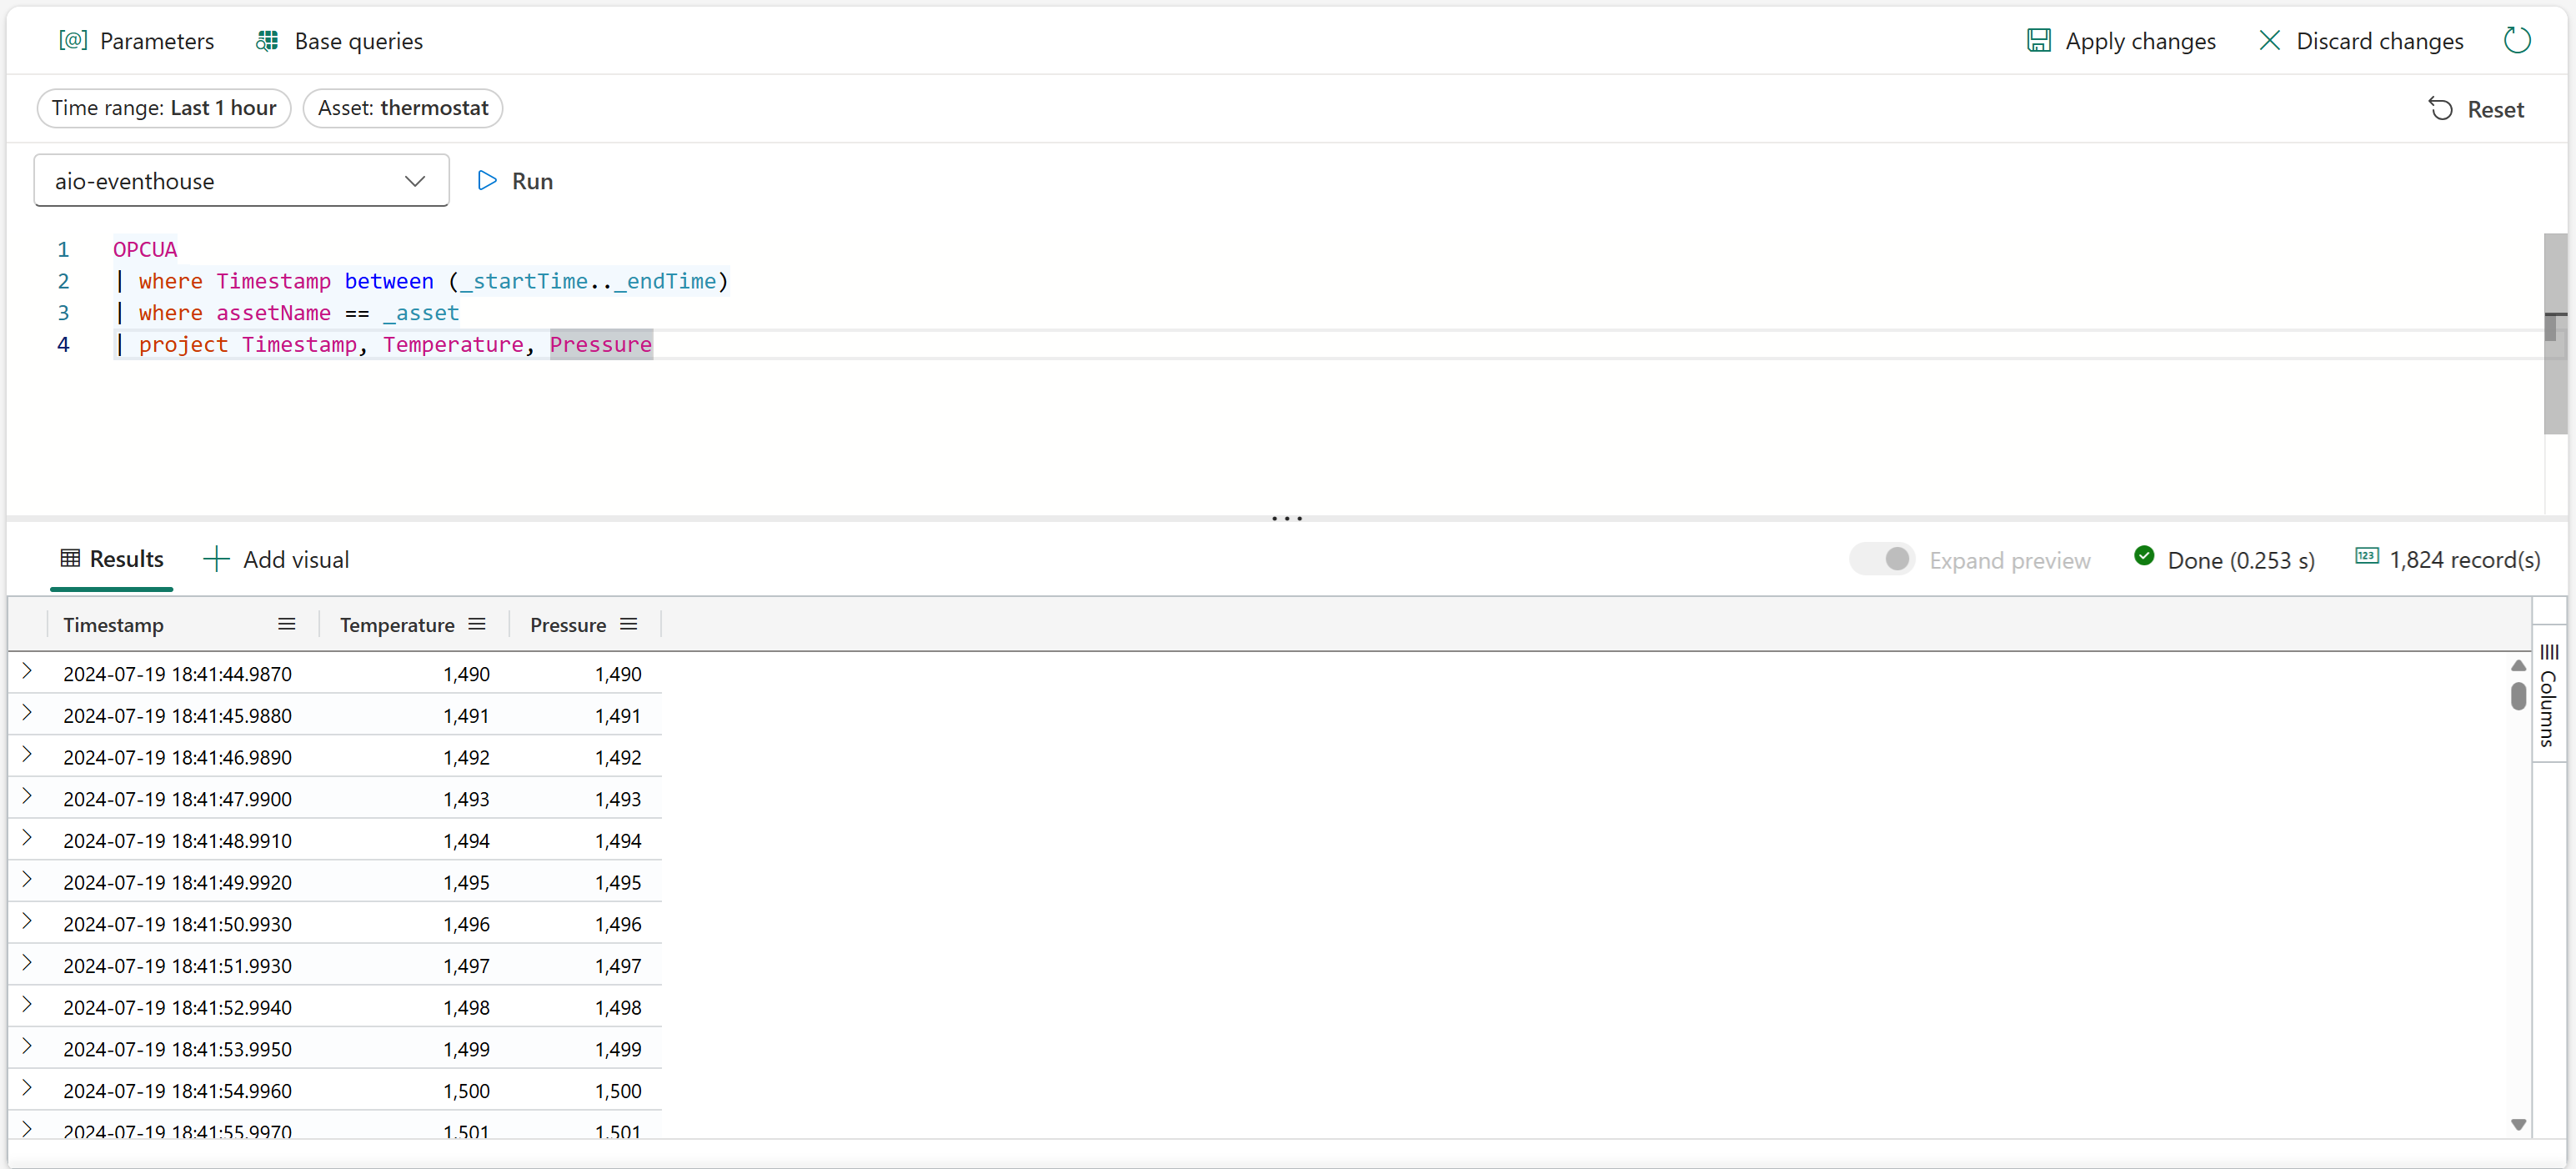 [@] Parameters Base queries Apply changes Discard changes
Time range: Last 1 hour Asset: thermostat Reset
aio-eventhouse Run
1 OPCUA
2 | where Timestamp between (_startTime.._endTime)
3 | where assetName == _asset
4 | project Timestamp, Temperature, Pressure
Results Add visual Expand preview Done (0.253 s) 123 1,824 record(s)
Timestamp Temperature Pressure
2024-07-19 18:41:44.9870 1,490 1,490
2024-07-19 18:41:45.9880 1,491 1,491
2024-07-19 18:41:46.9890 1,492 1,492
2024-07-19 18:41:47.9900 1,493 1,493
2024-07-19 18:41:48.9910 1,494 1,494
2024-07-19 18:41:49.9920 1,495 1,495
2024-07-19 18:41:50.9930 1,496 1,496
2024-07-19 18:41:51.9930 1,497 1,497
2024-07-19 18:41:52.9940 1,498 1,498
2024-07-19 18:41:53.9950 1,499 1,499
2024-07-19 18:41:54.9960 1,500 1,500
2024-07-19 18:41:55.9970 1,501 1,501
Columns